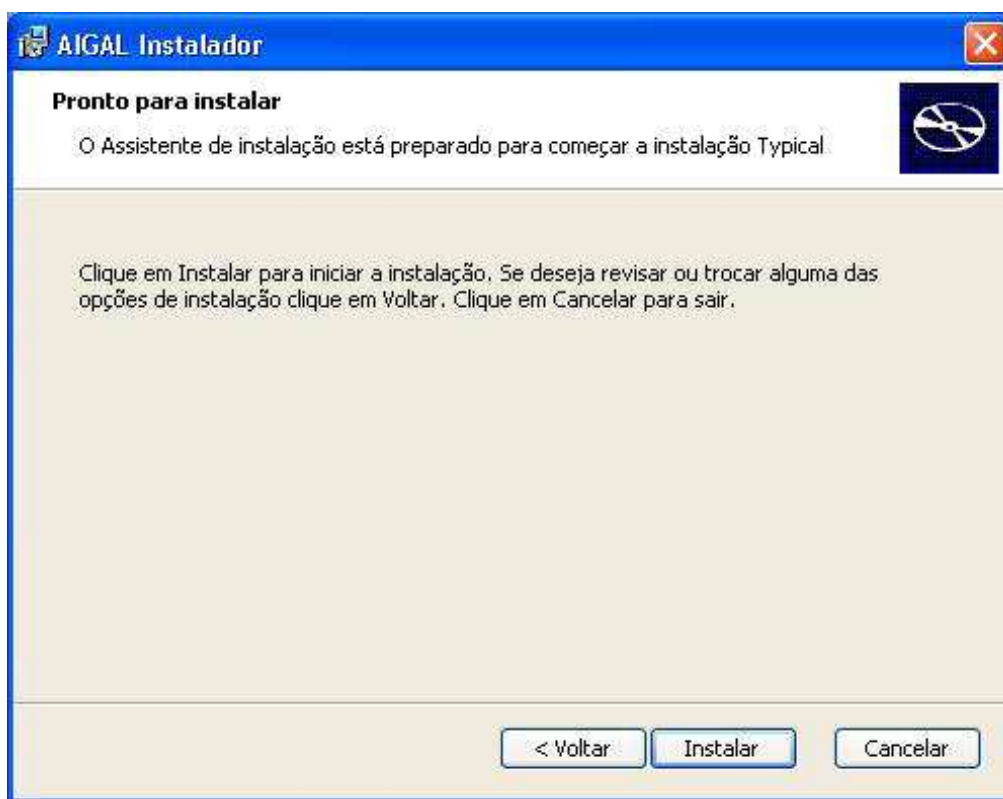 AIGAL Instalador
Pronto para instalar
O Assistente de instalação está preparado para começar a instalação Typical
Clique em Instalar para iniciar a instalação. Se deseja revisar ou trocar alguma das
opções de instalação clique em Voltar. Clique em Cancelar para sair.
< Voltar
Instalar
Cancelar